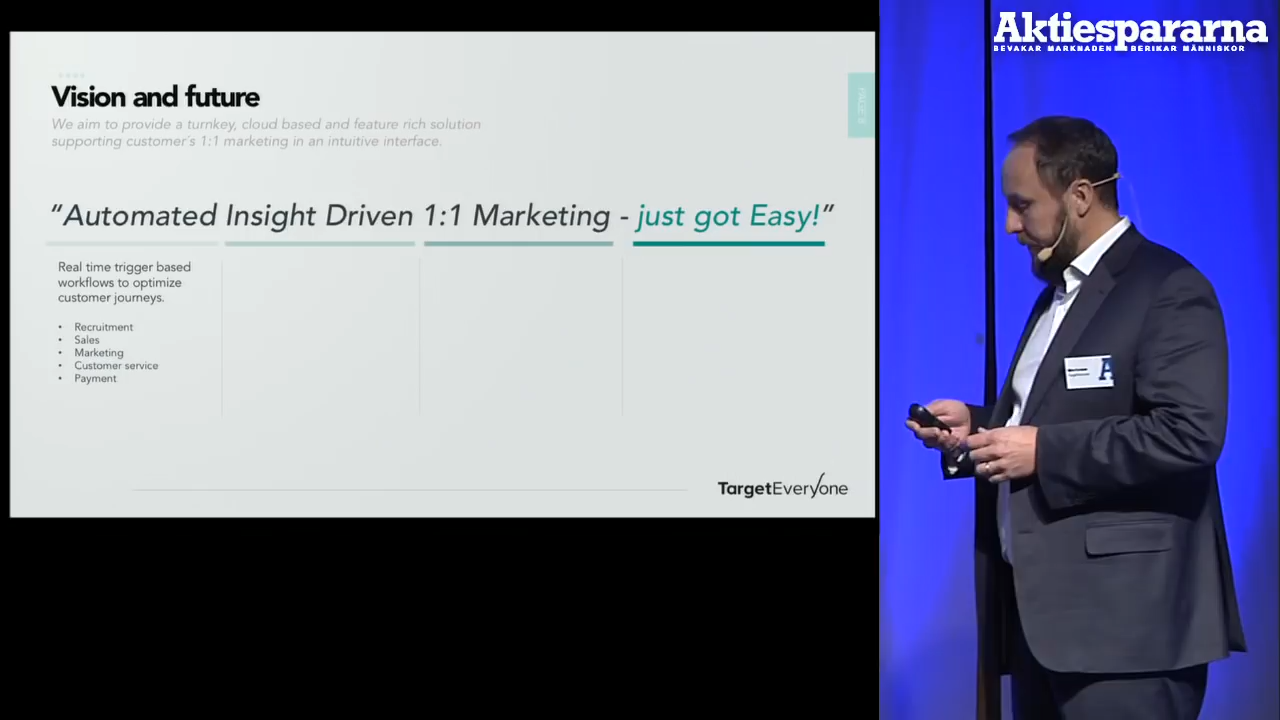 Vision and future
We aim to provide a turnkey, cloud based and feature rich solution
supporting customer´s 1:1 marketing in an intuitive interface.
“Automated Insight Driven 1:1 Marketing - just got Easy!”
Real time trigger based
workflows to optimize
customer journeys.
• Recruitment
• Sales
• Marketing
• Customer service
• Payment
TargetEveryone
Aktiespararna
BEVAKAR MARKNADEN BERIKAR MÄNNISKOR
A